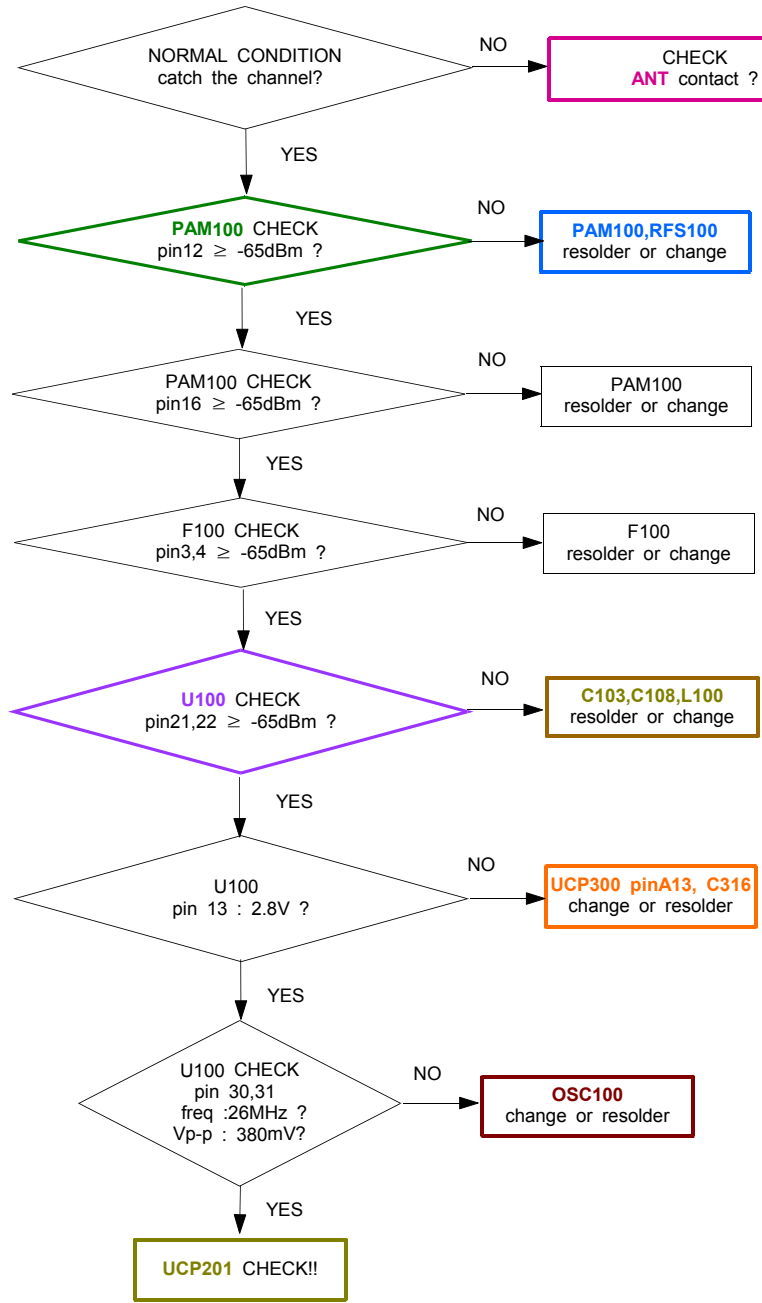 NORMAL CONDITION
catch the channel?
NO
CHECK
ANT contact ?
YES
PAM100 CHECK
pin12 ≥ -65dBm ?
NO
PAM100,RFS100
resolder or change
YES
PAM100 CHECK
pin16 ≥ -65dBm ?
NO
PAM100
resolder or change
YES
F100 CHECK
pin3,4 ≥ -65dBm ?
NO
F100
resolder or change
YES
U100 CHECK
pin21,22 ≥ -65dBm ?
NO
C103,C108,L100
resolder or change
YES
U100
pin 13 : 2.8V ?
NO
UCP300 pinA13, C316
change or resolder
YES
U100 CHECK
pin 30,31
freq :26MHz ?
Vp-p : 380mV?
NO
OSC100
change or resolder
YES
UCP201 CHECK!!